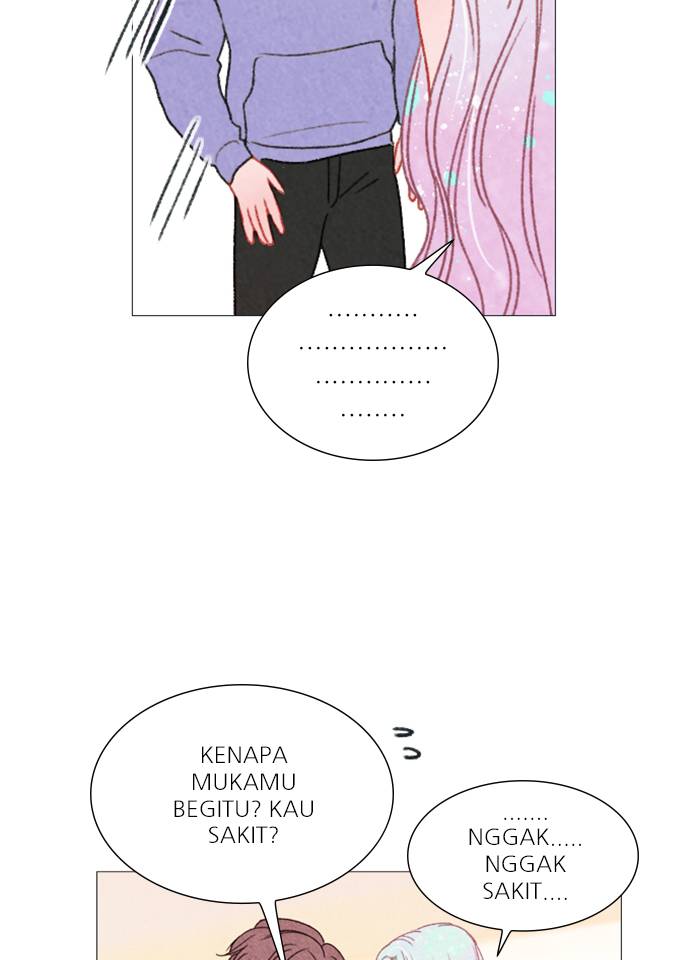 ...........
..................
..............
........
KENAPA
MUKAMU
BEGITU? KAU
SAKIT?
.......
NGGAK.....
NGGAK
SAKIT....